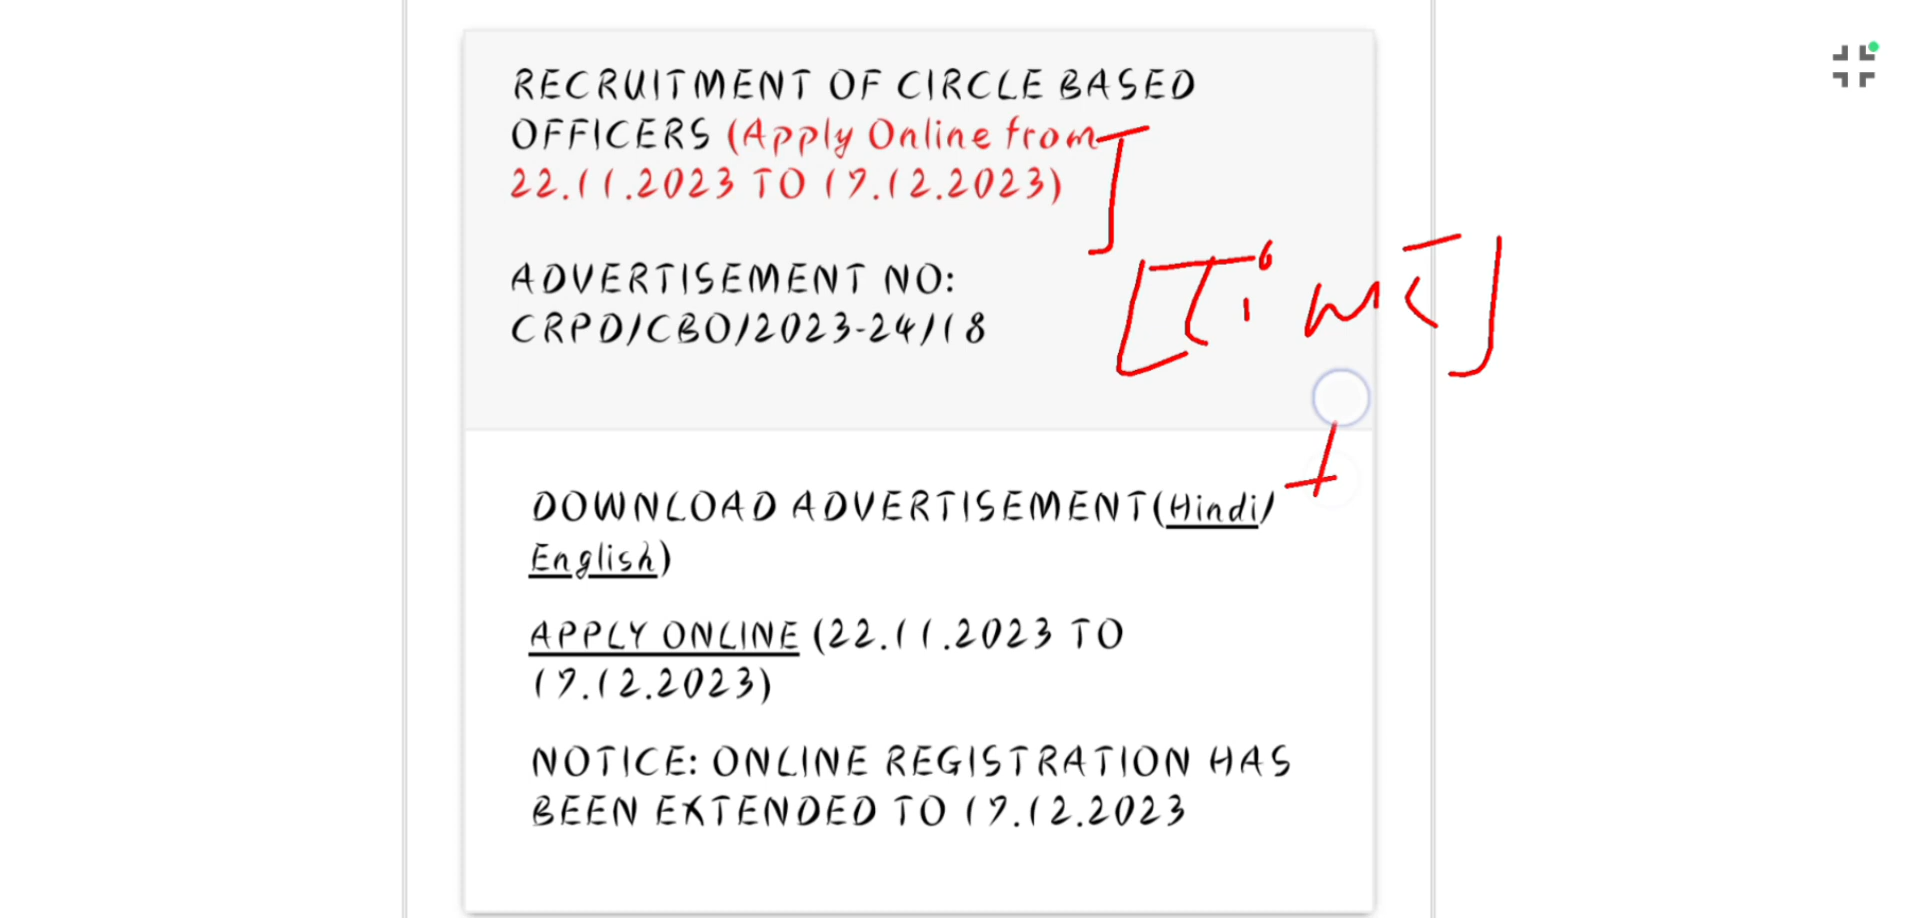 RECRUITMENT OF CIRCLE BASED
OFFICERS (Apply Online from
22.11.2023 TO 17.12.2023)
[Time]
ADVERTISEMENT NO:
CRPD/CBO/2023-24/18
DOWNLOAD ADVERTISEMENT(Hindi/
English)
APPLY ONLINE (22.11.2023 TO
17.12.2023)
NOTICE: ONLINE REGISTRATION HAS
BEEN EXTENDED TO 17.12.2023